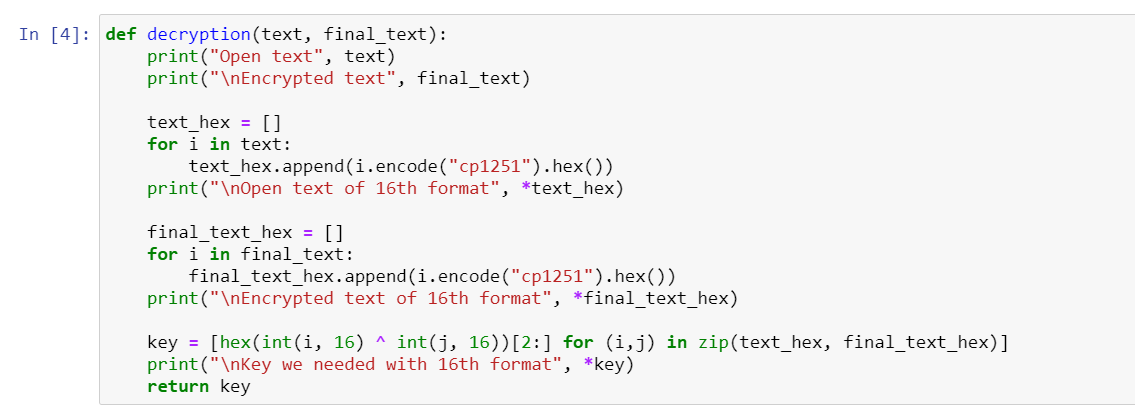 In [4]: def decryption(text, final_text):
    print("Open text", text)
    print("\nEncrypted text", final_text)

    text_hex = []
    for i in text:
        text_hex.append(i.encode("cp1251").hex())
    print("\nOpen text of 16th format", *text_hex)

    final_text_hex = []
    for i in final_text:
        final_text_hex.append(i.encode("cp1251").hex())
    print("\nEncrypted text of 16th format", *final_text_hex)

    key = [hex(int(i, 16) ^ int(j, 16))[2:] for (i,j) in zip(text_hex, final_text_hex)]
    print("\nKey we needed with 16th format", *key)
    return key